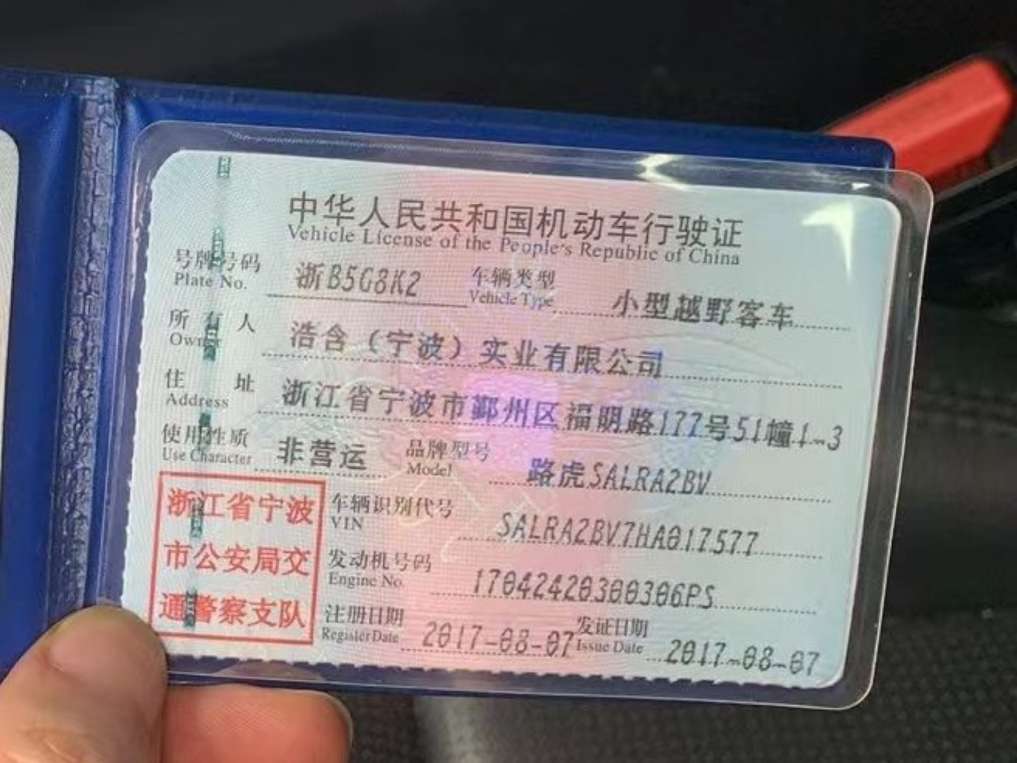 中华人民共和国机动车行驶证
Vehicle License of the People's Republic of China
号牌号码 浙B5G8K2 车辆类型 小型越野客车
Plate No. Vehicle Type
所有人 浩含（宁波）实业有限公司
Owner
住址 浙江省宁波市鄞州区福明路177号51幢1-3
Address
使用性质 非营运 品牌型号 路虎SALRA2BV
Use Character Model
浙江省宁波
市公安局交
通警察支队
车辆识别代号 SALRA2BV7HA017577
VIN
发动机号码 17042420300306PS
Engine No.
注册日期 2017-08-07 发证日期 2017-08-07
Register Date Issue Date